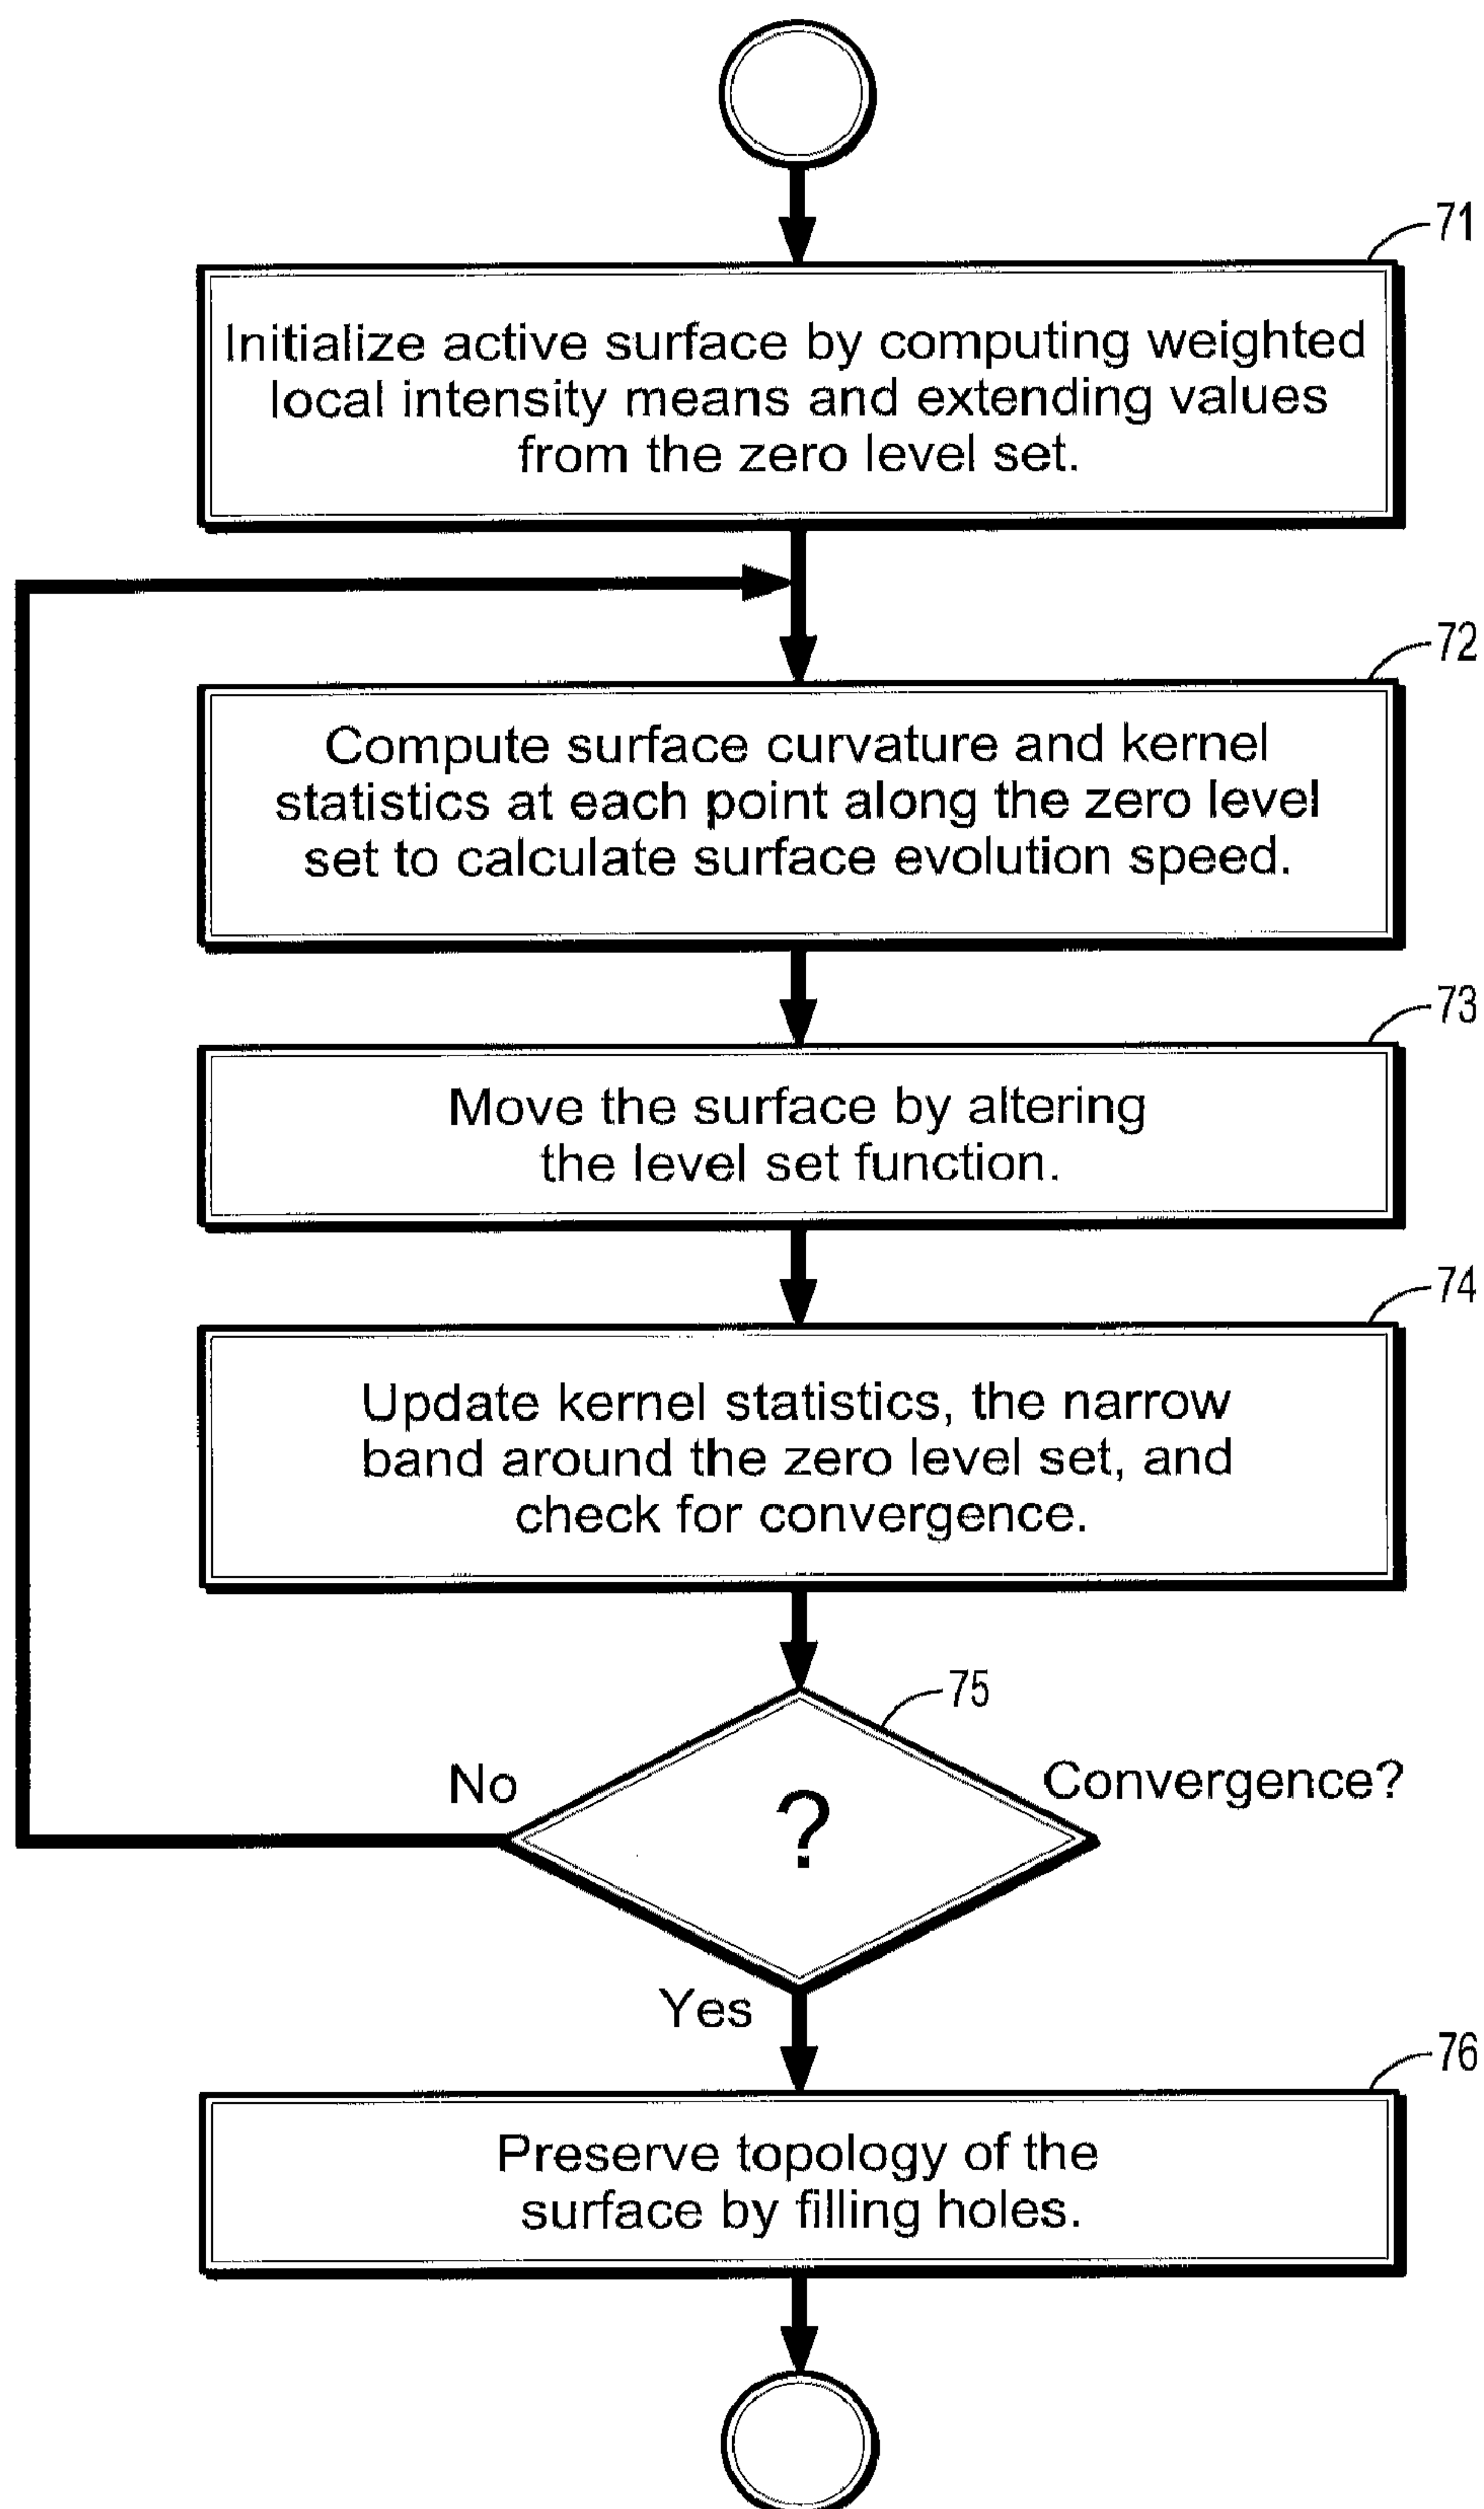 71
Initialize active surface by computing weighted
local intensity means and extending values
from the zero level set.
72
Compute surface curvature and kernel
statistics at each point along the zero level
set to calculate surface evolution speed.
73
Move the surface by altering
the level set function.
74
Update kernel statistics, the narrow
band around the zero level set, and
check for convergence.
75
No
?
Convergence?
Yes
76
Preserve topology of the
surface by filling holes.